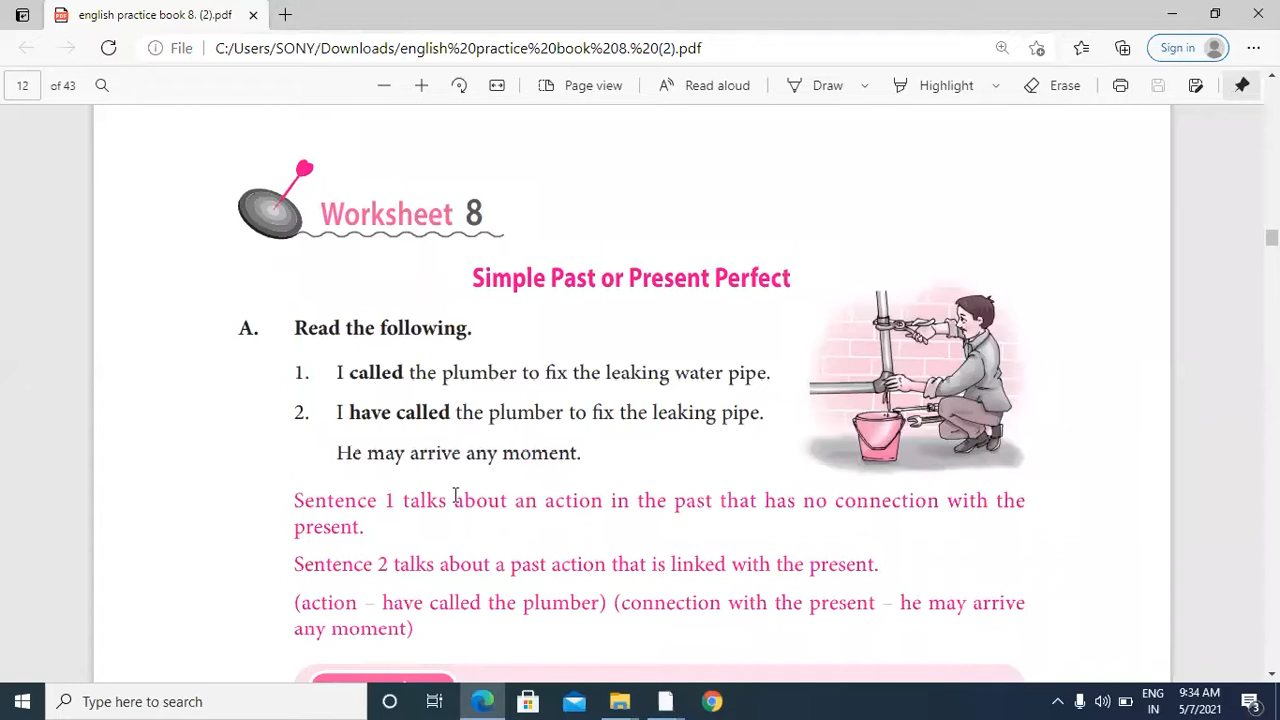 english practice book 8. (2).pdf
File C:/Users/SONY/Downloads/english%20practice%20book%208.%20(2).pdf Sign in
12 of 43 Page view A Read aloud Draw Highlight Erase
Worksheet 8
Simple Past or Present Perfect
A. Read the following.
1. I called the plumber to fix the leaking water pipe.
2. I have called the plumber to fix the leaking pipe.
He may arrive any moment.
Sentence 1 talks about an action in the past that has no connection with the
present.
Sentence 2 talks about a past action that is linked with the present.
(action – have called the plumber) (connection with the present – he may arrive
any moment)
Type here to search
ENG
IN
9:34 AM
5/7/2021
3